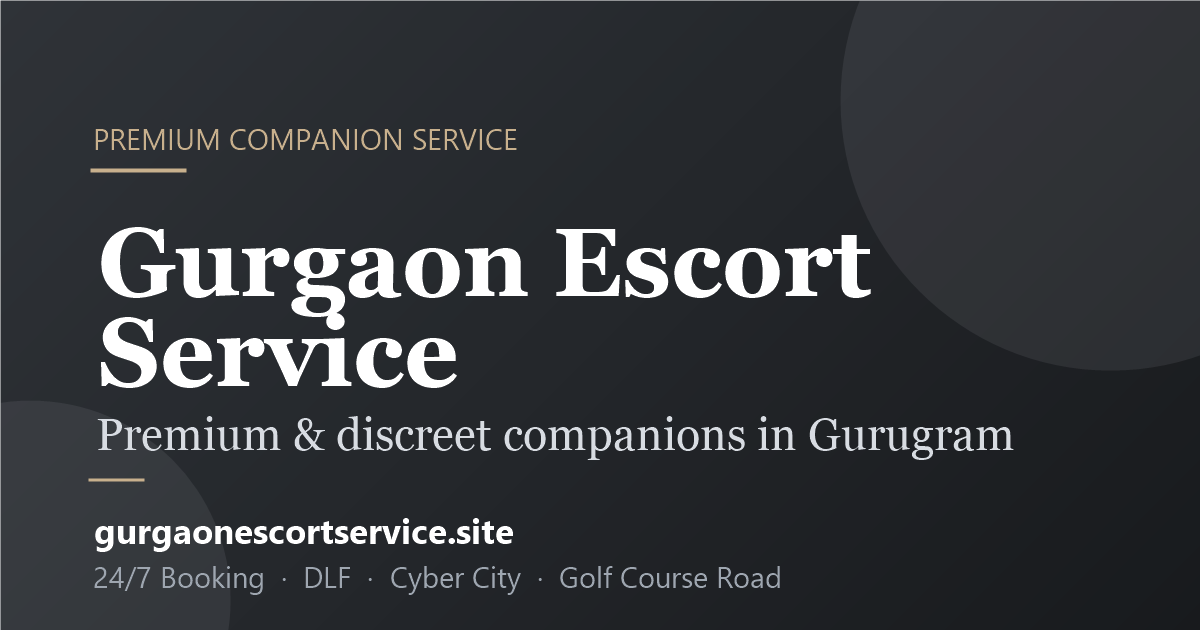 PREMIUM COMPANION SERVICE
Gurgaon Escort
Service
Premium & discreet companions in Gurugram
gurgaonescortservice.site
24/7 Booking · DLF · Cyber City · Golf Course Road